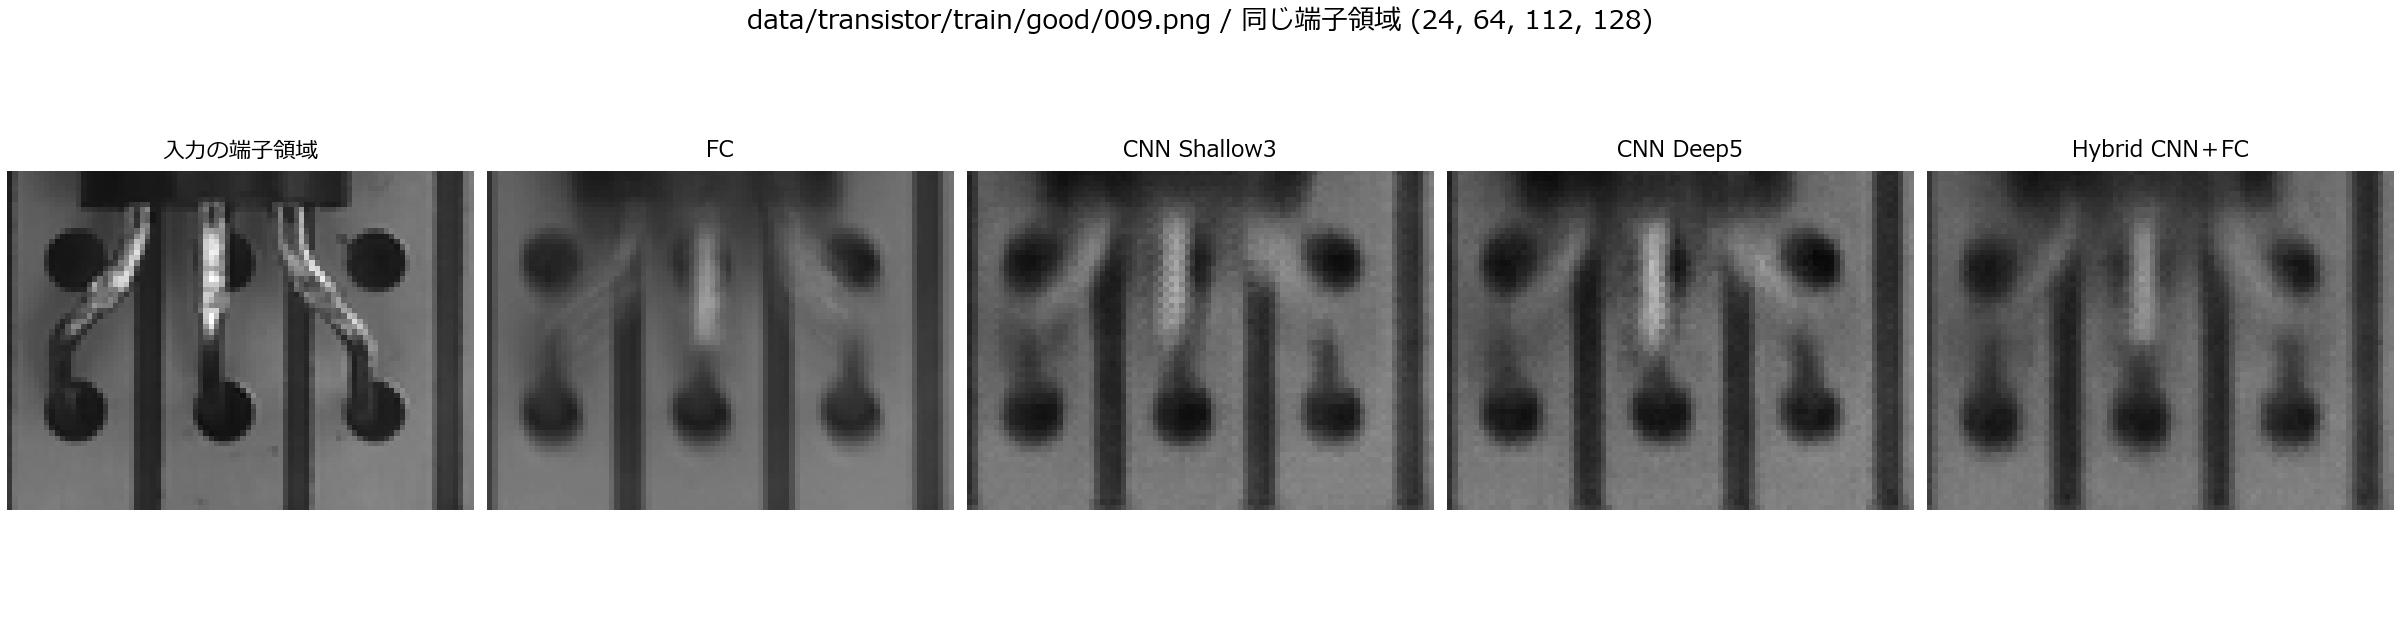 data/transistor/train/good/009.png / 同じ端子領域 (24, 64, 112, 128)
入力の端子領域
FC
CNN Shallow3
CNN Deep5
Hybrid CNN+FC